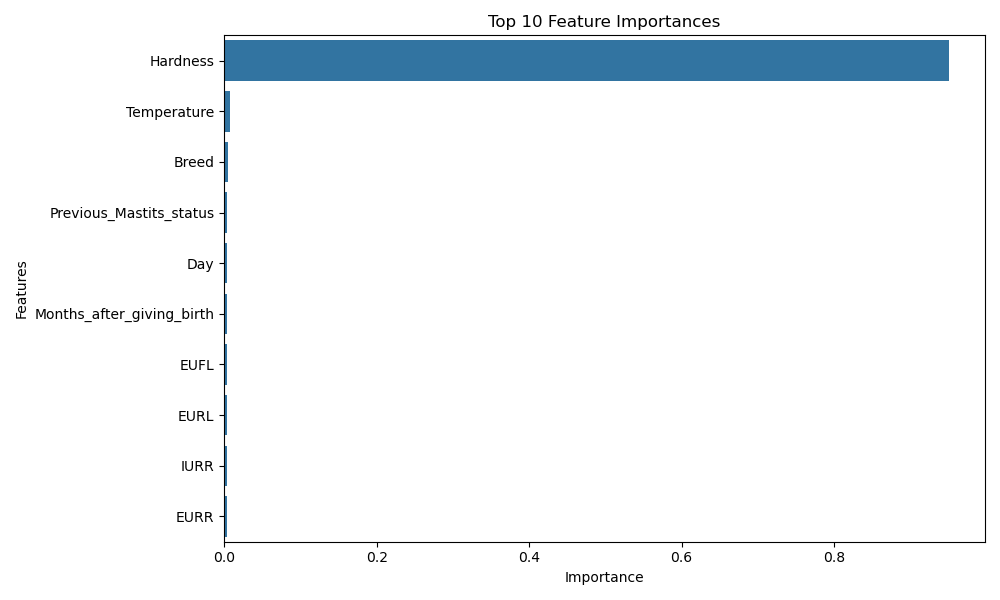 Top 10 Feature Importances
Hardness
Temperature
Breed
Previous_Mastits_status
Day
Months_after_giving_birth
EUFL
EURL
IURR
EURR
Features
0.0 0.2 0.4 0.6 0.8
Importance